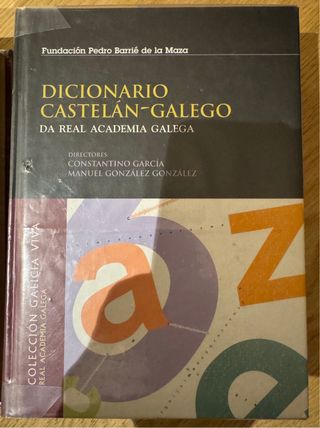 Fundación Pedro Barrié de la Maza
DICIONARIO
CASTELÁN-GALEGO
DA REAL ACADEMIA GALEGA
DIRECTORES
CONSTANTINO GARCÍA
MANUEL GONZÁLEZ GONZÁLEZ
COLECCIÓN GALICIA VIVA
REAL ACADEMIA GALEGA
a
z
e